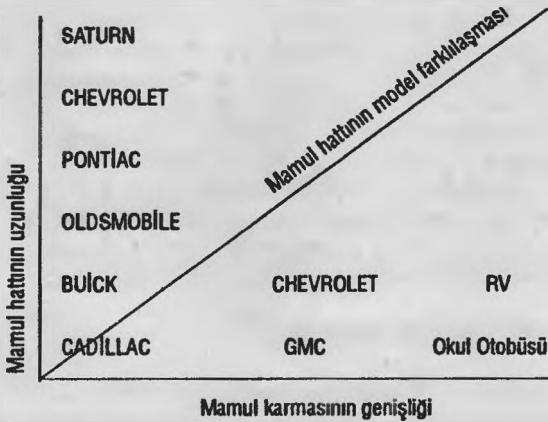 SATURN
CHEVROLET
PONTİAC
OLDSMOBİLE
BUİCK CHEVROLET RV
CADİLLAC GMC Okul Otobüsü
Mamul hattının uzunluğu
Mamul hattının model farklılaşması
Mamul karmasının genişliği